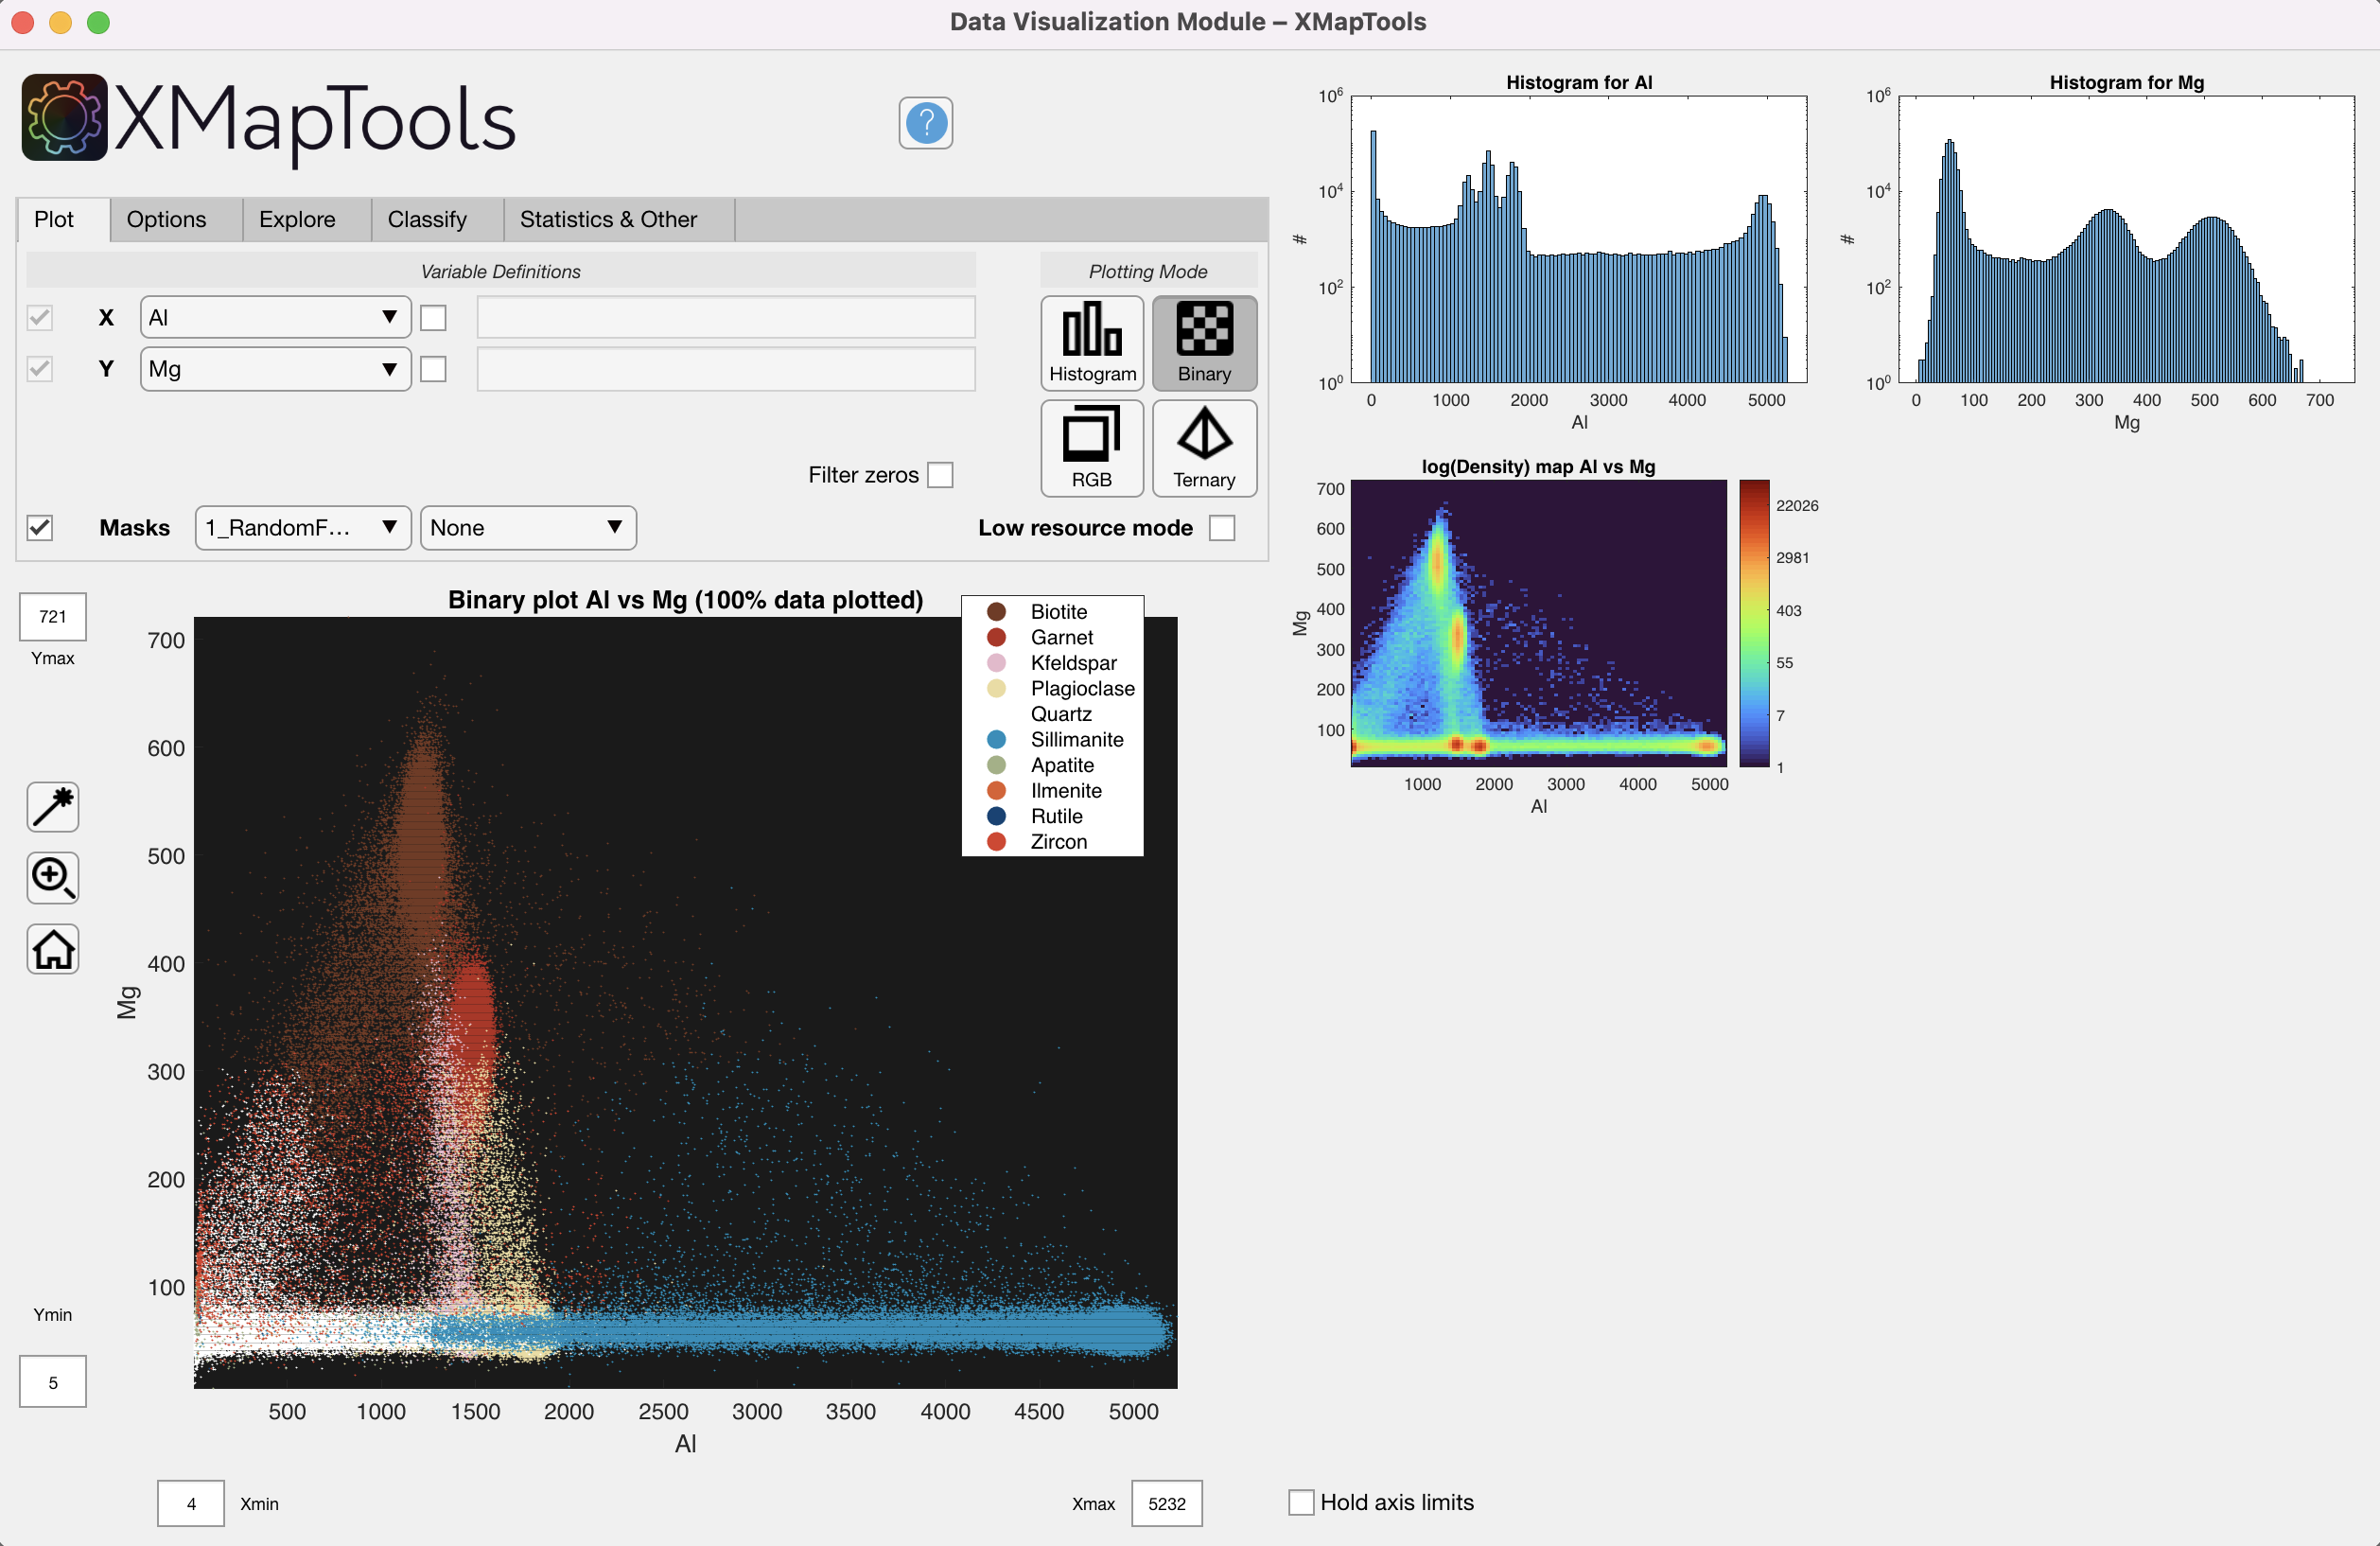 Data Visualization Module – XMapTools
XMapTools
?
Plot Options Explore Classify Statistics & Other
Variable Definitions
X Al
Y Mg
Filter zeros
Masks 1_RandomF... None
Plotting Mode
Histogram Binary
RGB Ternary
Low resource mode
721
Ymax
Ymin
5
Binary plot Al vs Mg (100% data plotted)
700
600
500
400
300
200
100
Mg
500 1000 1500 2000 2500 3000 3500 4000 4500 5000
Al
Biotite
Garnet
Kfeldspar
Plagioclase
Quartz
Sillimanite
Apatite
Ilmenite
Rutile
Zircon
4 Xmin
Xmax 5232
Hold axis limits
Histogram for Al
10^6
10^4
10^2
10^0
#
0 1000 2000 3000 4000 5000
Al
Histogram for Mg
10^6
10^4
10^2
10^0
#
0 100 200 300 400 500 600 700
Mg
log(Density) map Al vs Mg
700
600
500
400
300
200
100
Mg
1000 2000 3000 4000 5000
Al
22026
2981
403
55
7
1